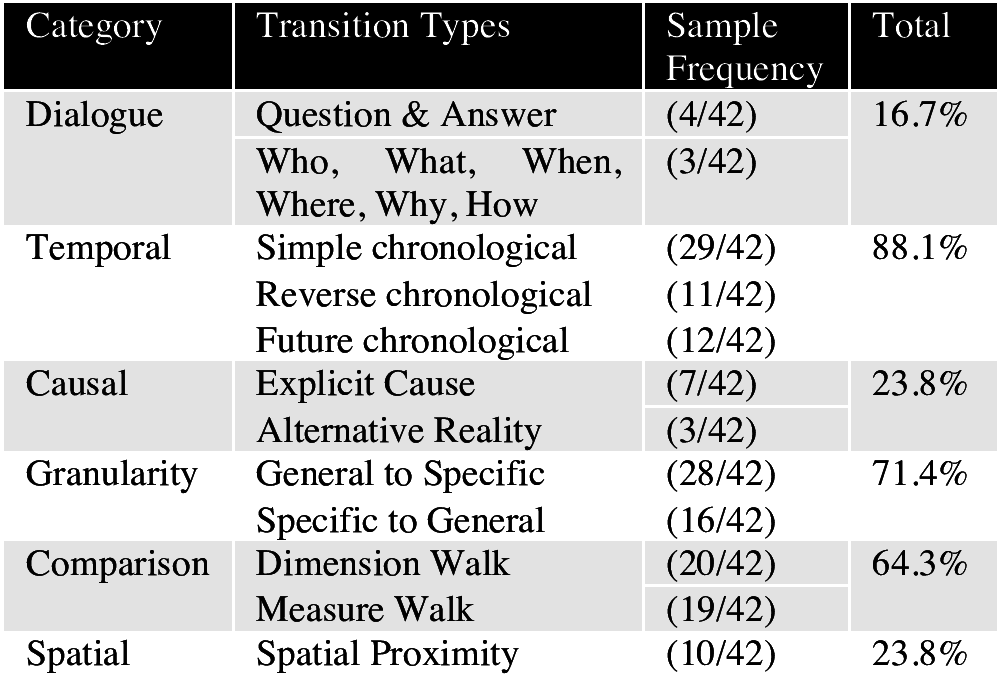 Category Transition Types Sample Frequency Total
Dialogue Question & Answer (4/42) 16.7%
Who, What, When, (3/42)
Where, Why, How
Temporal Simple chronological (29/42) 88.1%
Reverse chronological (11/42)
Future chronological (12/42)
Causal Explicit Cause (7/42) 23.8%
Alternative Reality (3/42)
Granularity General to Specific (28/42) 71.4%
Specific to General (16/42)
Comparison Dimension Walk (20/42) 64.3%
Measure Walk (19/42)
Spatial Spatial Proximity (10/42) 23.8%